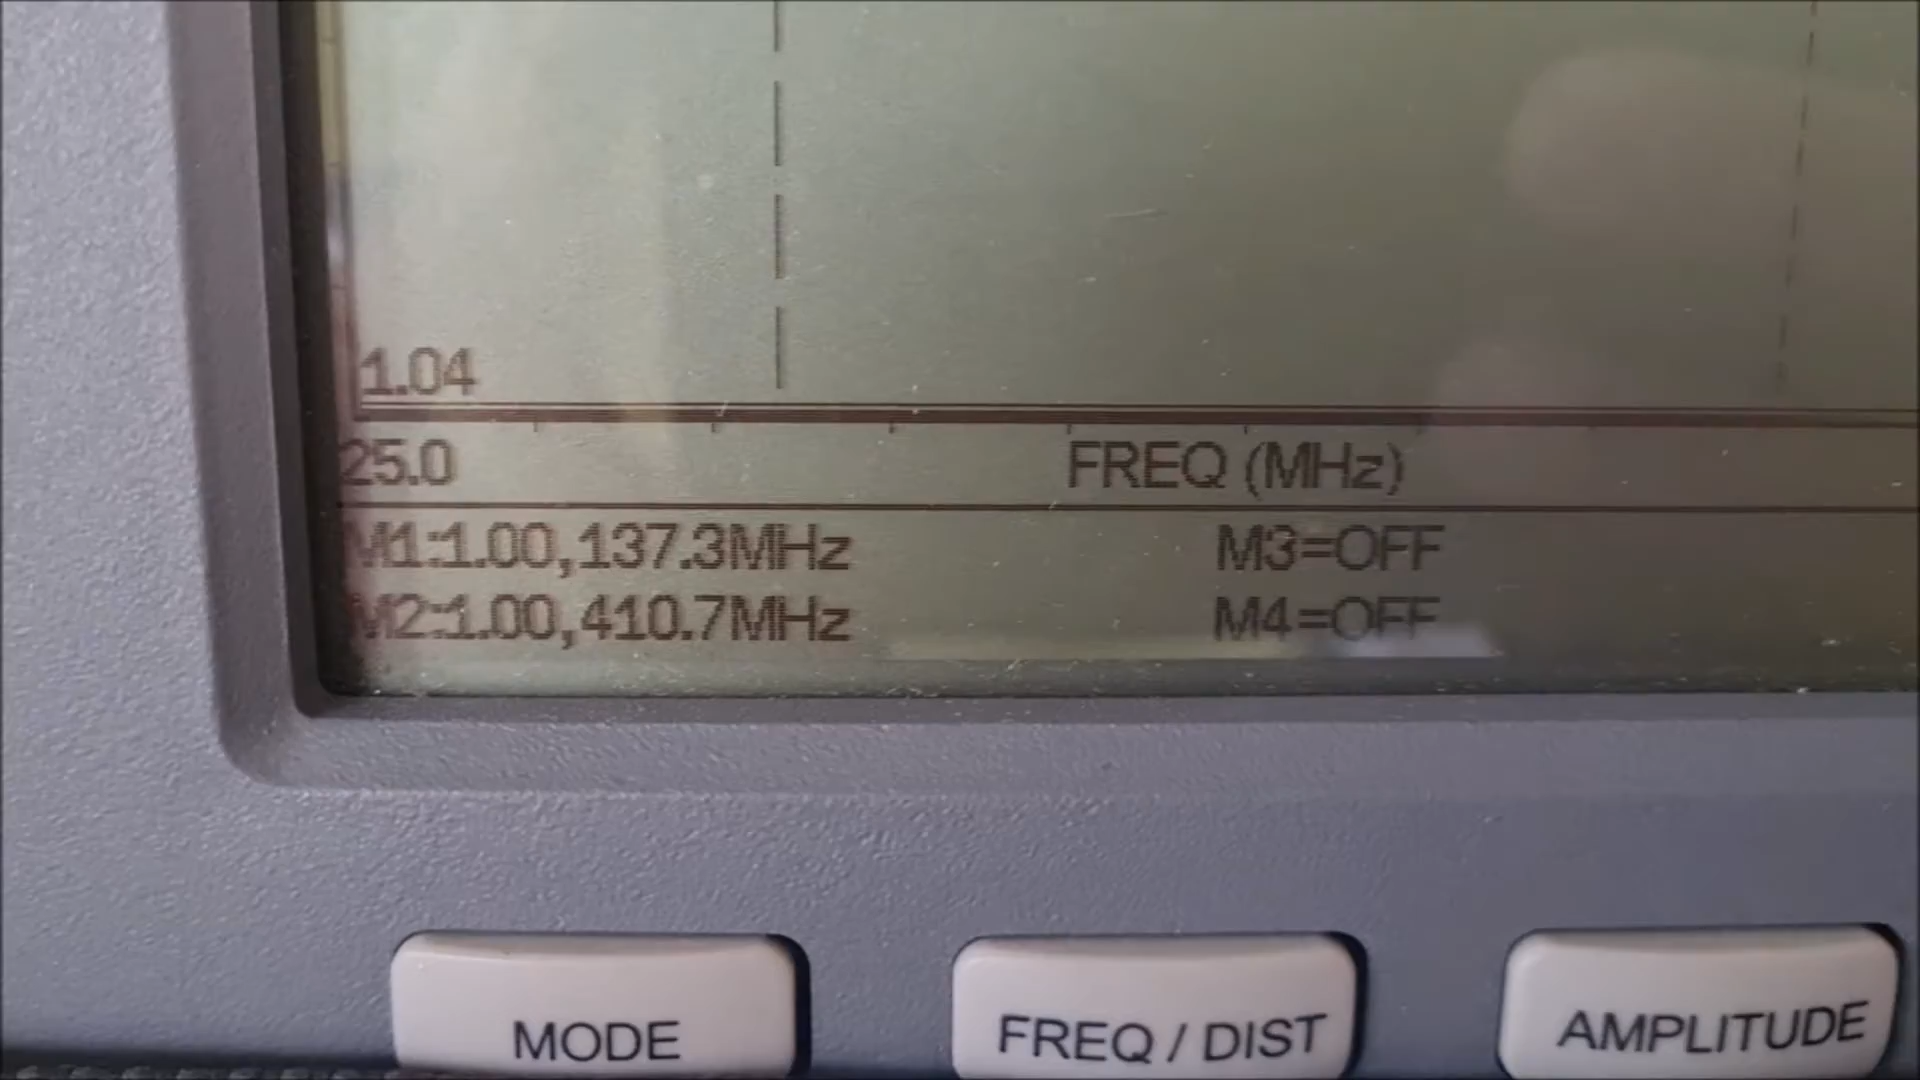 1.04
25.0 FREQ (MHz)
M1:1.00,137.3MHz M3=OFF
M2:1.00,410.7MHz M4=OFF
MODE FREQ / DIST AMPLITUDE